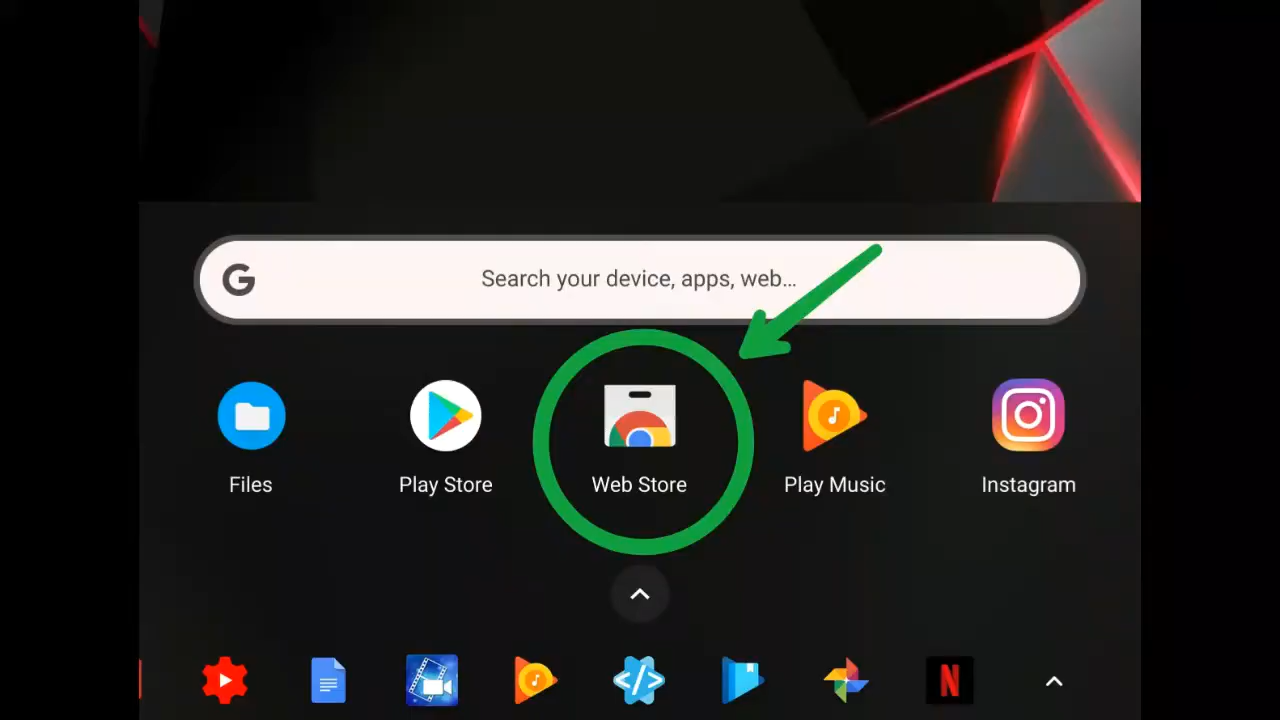 G
Search your device, apps, web...
Files
Play Store
Web Store
Play Music
Instagram
</>
N